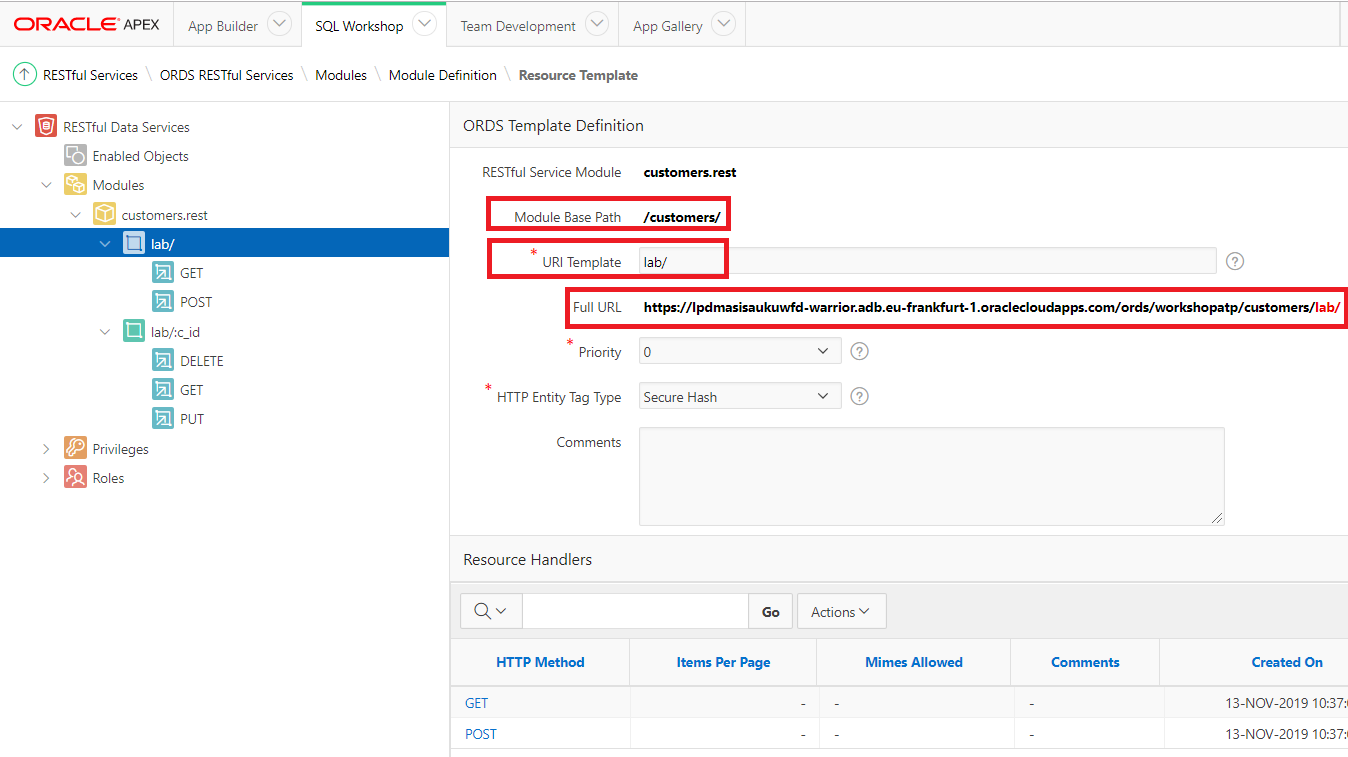 ORACLE APEX App Builder SQL Workshop Team Development App Gallery
RESTful Services \ ORDS RESTful Services \ Modules \ Module Definition \ Resource Template
RESTful Data Services
Enabled Objects
Modules
customers.rest
lab/
GET
POST
lab/:c_id
DELETE
GET
PUT
Privileges
Roles
ORDS Template Definition
RESTful Service Module customers.rest
Module Base Path /customers/
* URI Template lab/ ?
Full URL https://lpdmasisaukuwfd-warrior.adb.eu-frankfurt-1.oraclecloudapps.com/ords/workshopatp/customers/lab/
* Priority 0 ?
* HTTP Entity Tag Type Secure Hash ?
Comments
Resource Handlers
Go Actions
HTTP Method Items Per Page Mimes Allowed Comments Created On
GET - - - 13-NOV-2019 10:37:
POST - - - 13-NOV-2019 10:37: